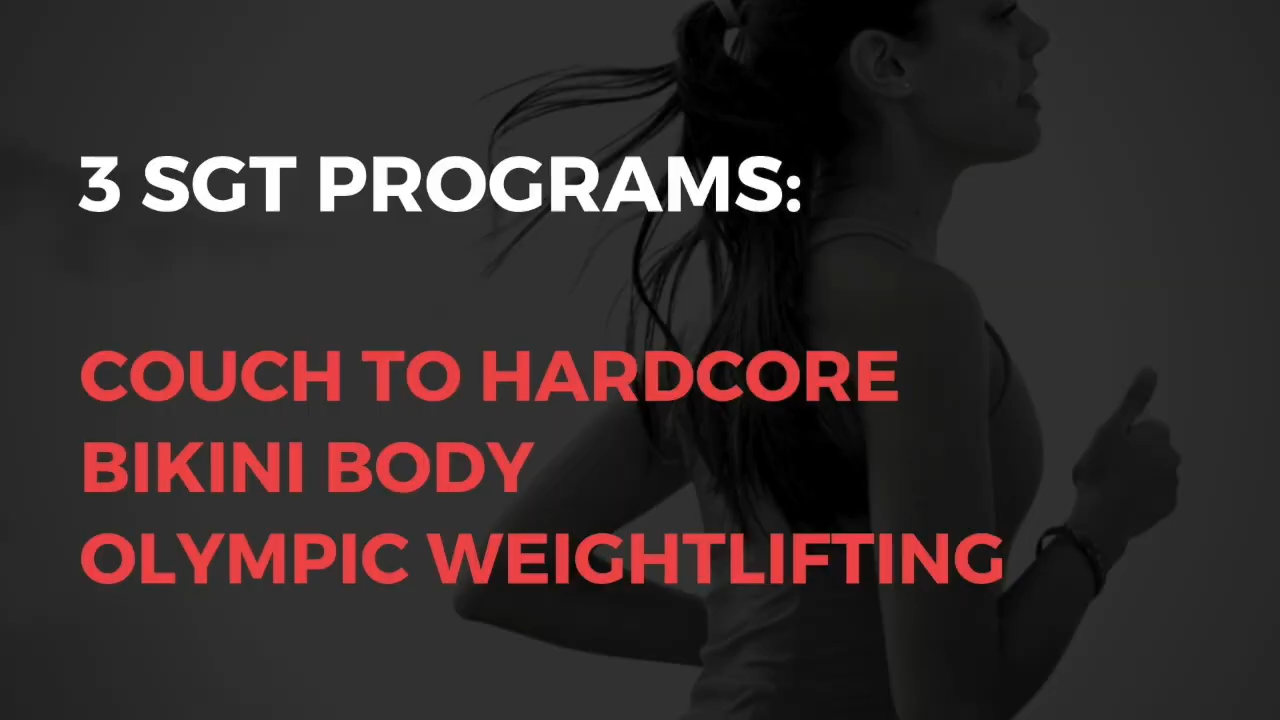 3 SGT PROGRAMS:
COUCH TO HARDCORE
BIKINI BODY
OLYMPIC WEIGHTLIFTING